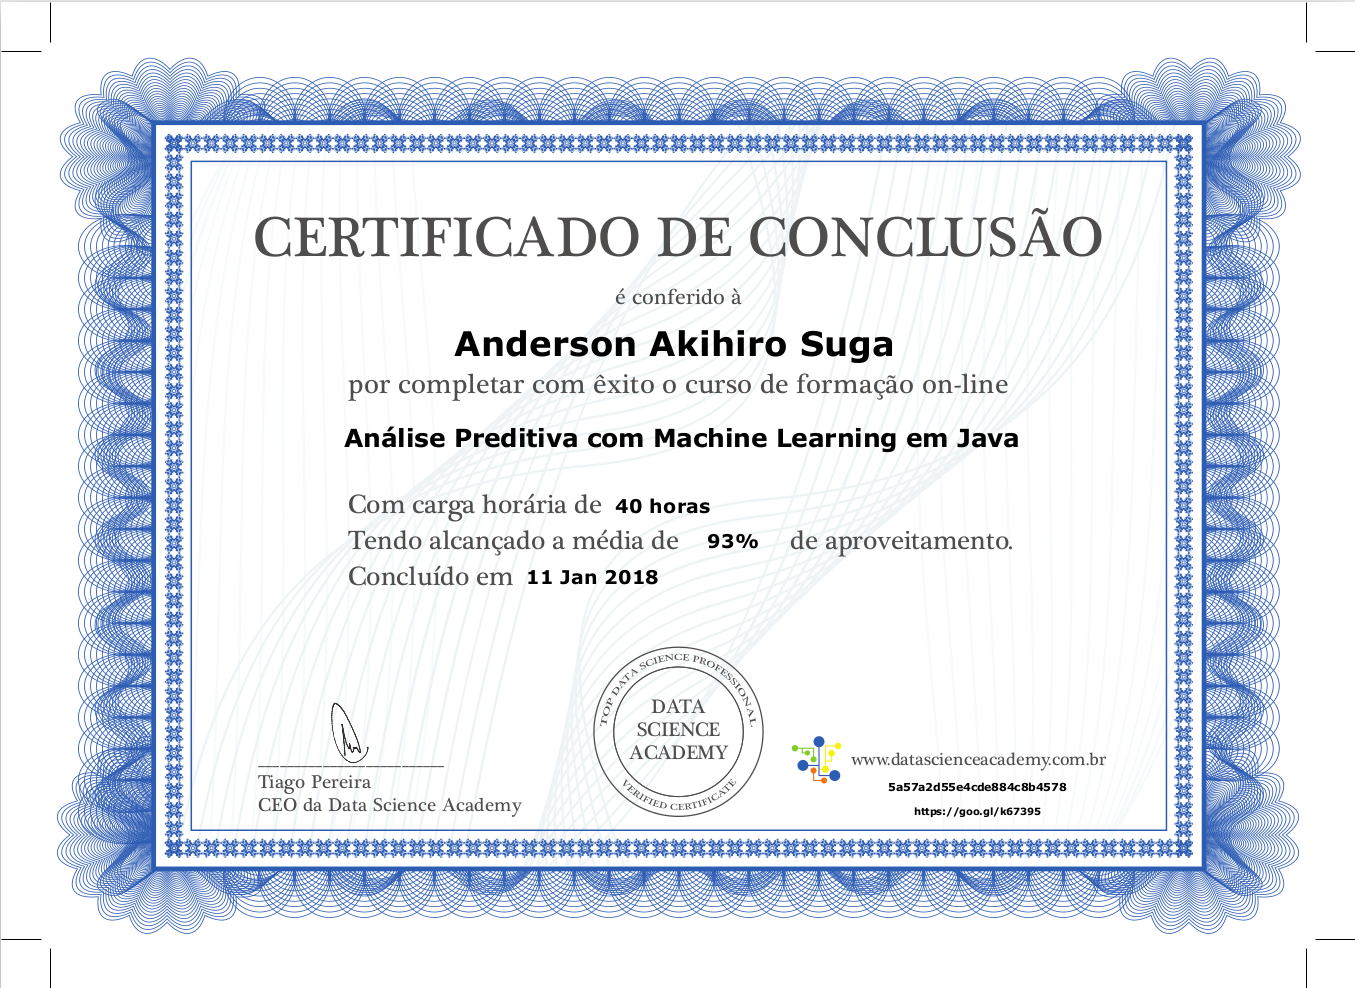 CERTIFICADO DE CONCLUSÃO
é conferido à
Anderson Akihiro Suga
por completar com êxito o curso de formação on-line
Análise Preditiva com Machine Learning em Java
Com carga horária de 40 horas
Tendo alcançado a média de 93% de aproveitamento.
Concluído em 11 Jan 2018
Tiago Pereira
CEO da Data Science Academy
TOP DATA SCIENCE PROFESSIONAL
DATA
SCIENCE
ACADEMY
VERIFIED CERTIFICATE
www.datascienceacademy.com.br
5a57a2d55e4cde884c8b4578
https://goo.gl/k67395